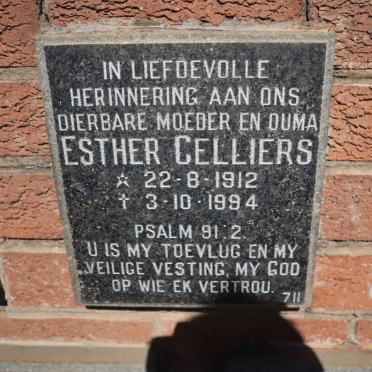 IN LIEFDEVOLLE
HERINNERING AAN ONS
DIERBARE MOEDER EN OUMA
ESTHER CELLIERS
☆ 22-8-1912
† 3-10-1994
PSALM 91:2
U IS MY TOEVLUG EN MY
VEILIGE VESTING, MY GOD
OP WIE EK VERTROU.
711